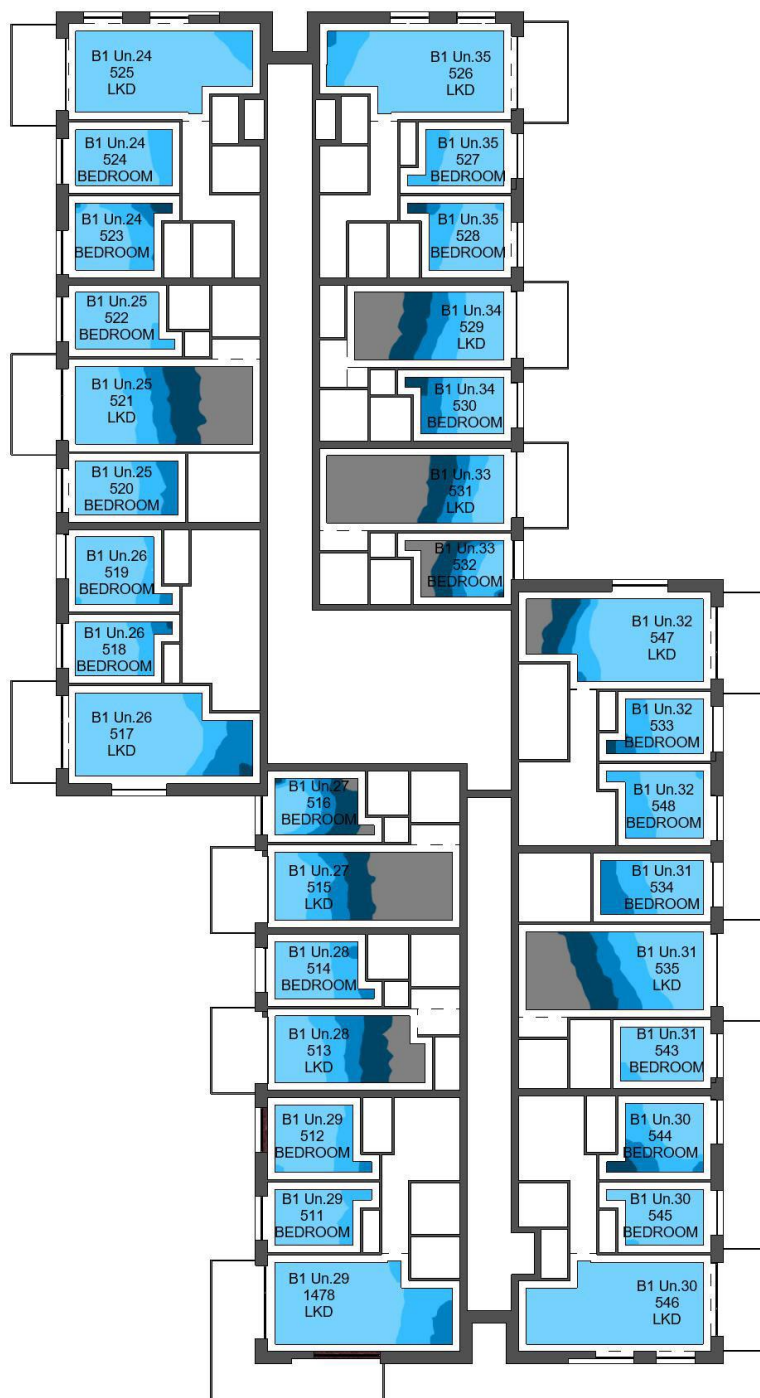 B1 Un.24
525
LKD
B1 Un.35
526
LKD
B1 Un.24
524
BEDROOM
B1 Un.35
527
BEDROOM
B1 Un.24
523
BEDROOM
B1 Un.35
528
BEDROOM
B1 Un.25
522
BEDROOM
B1 Un.34
529
LKD
B1 Un.25
521
LKD
B1 Un.34
530
BEDROOM
B1 Un.25
520
BEDROOM
B1 Un.33
531
LKD
B1 Un.26
519
BEDROOM
B1 Un.33
532
BEDROOM
B1 Un.26
518
BEDROOM
B1 Un.32
547
LKD
B1 Un.26
517
LKD
B1 Un.32
533
BEDROOM
B1 Un.27
516
BEDROOM
B1 Un.32
548
BEDROOM
B1 Un.27
515
LKD
B1 Un.31
534
BEDROOM
B1 Un.28
514
BEDROOM
B1 Un.31
535
LKD
B1 Un.28
513
LKD
B1 Un.31
543
BEDROOM
B1 Un.29
512
BEDROOM
B1 Un.30
544
BEDROOM
B1 Un.29
511
BEDROOM
B1 Un.30
545
BEDROOM
B1 Un.29
1478
LKD
B1 Un.30
546
LKD